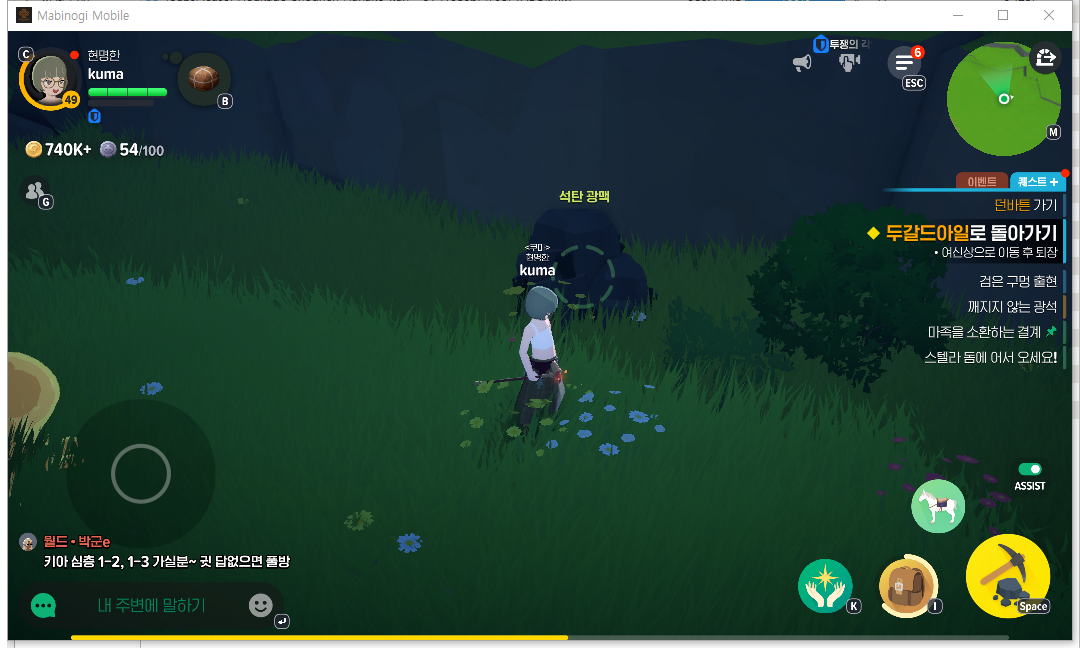 Mabinogi Mobile
C
현명한
kuma
49
B
투쟁의 각
6
ESC
M
740K+
54/100
G
이벤트
퀘스트 +
던바튼 가기
두갈드아일로 돌아가기
• 여신상으로 이동 후 퇴장
검은 구멍 출현
깨지지 않는 광석
마족을 소환하는 결계
스텔라 돔에 어서 오세요!
석탄 광맥
<쿠미>
현명한
kuma
ASSIST
월드 • 박군e
키아 심층 1-2, 1-3 가실분~ 귓 답없으면 풀방
내 주변에 말하기
K
I
Space